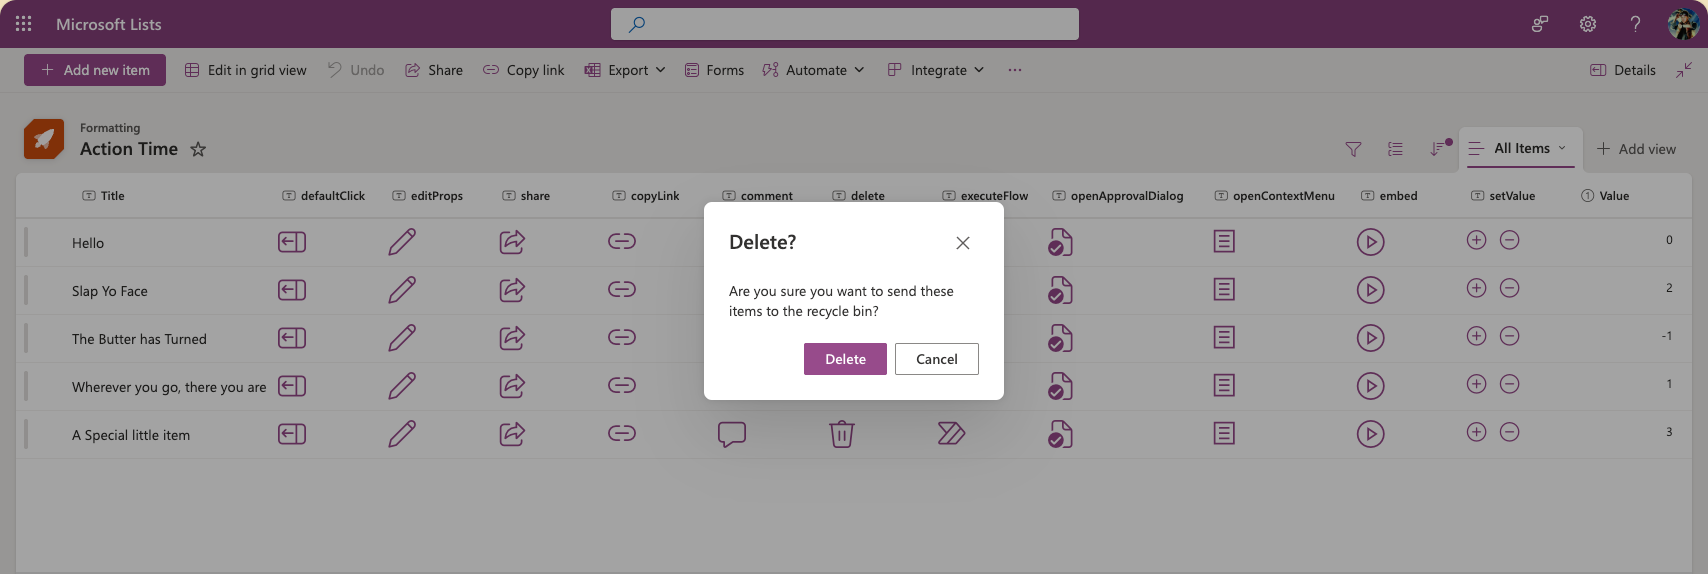 Microsoft Lists
Add new item
Edit in grid view
Undo
Share
Copy link
Export
Forms
Automate
Integrate
Details
Formatting
Action Time
All Items
Add view
Title
defaultClick
editProps
share
copyLink
comment
delete
executeFlow
openApprovalDialog
openContextMenu
embed
setValue
Value
Hello
0
Slap Yo Face
2
The Butter has Turned
-1
Wherever you go, there you are
1
A Special little item
3
Delete?
Are you sure you want to send these
items to the recycle bin?
Delete
Cancel